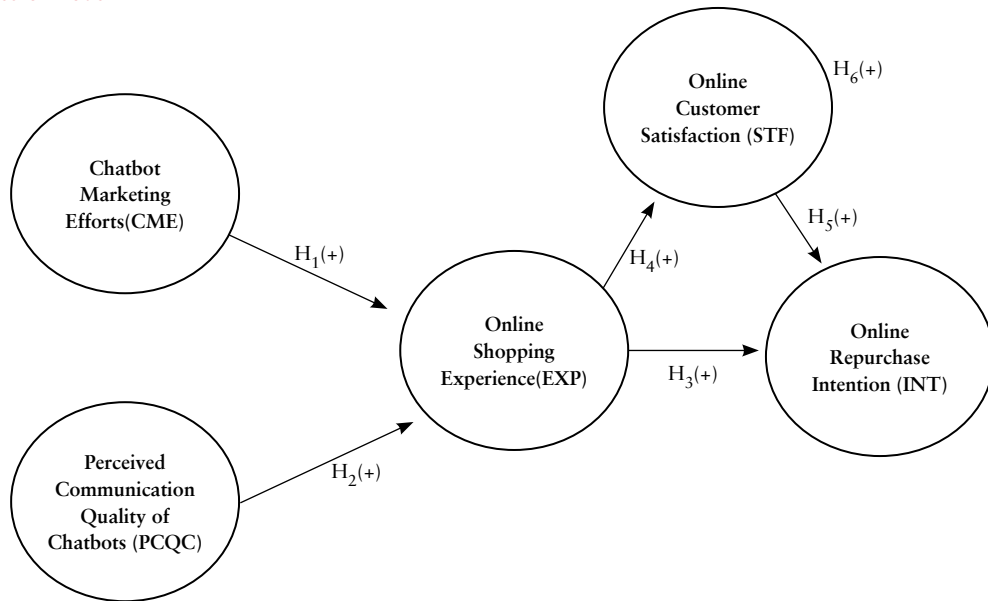 Chatbot
Marketing
Efforts(CME)
H1(+)
Perceived
Communication
Quality of
Chatbots (PCQC)
H2(+)
Online
Shopping
Experience(EXP)
H4(+)
H3(+)
Online
Customer
Satisfaction (STF)
H6(+)
H5(+)
Online
Repurchase
Intention (INT)